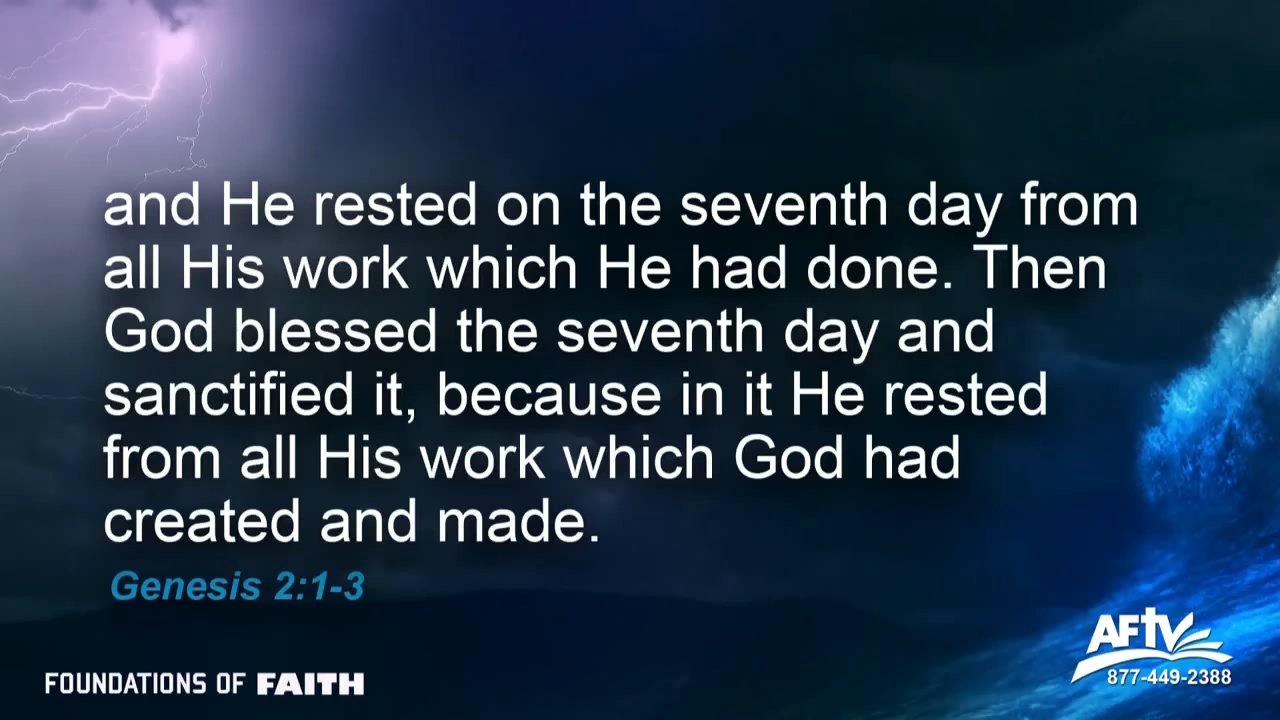 and He rested on the seventh day from
all His work which He had done. Then
God blessed the seventh day and
sanctified it, because in it He rested
from all His work which God had
created and made.
Genesis 2:1-3
FOUNDATIONS OF FAITH
AFTV
877-449-2388